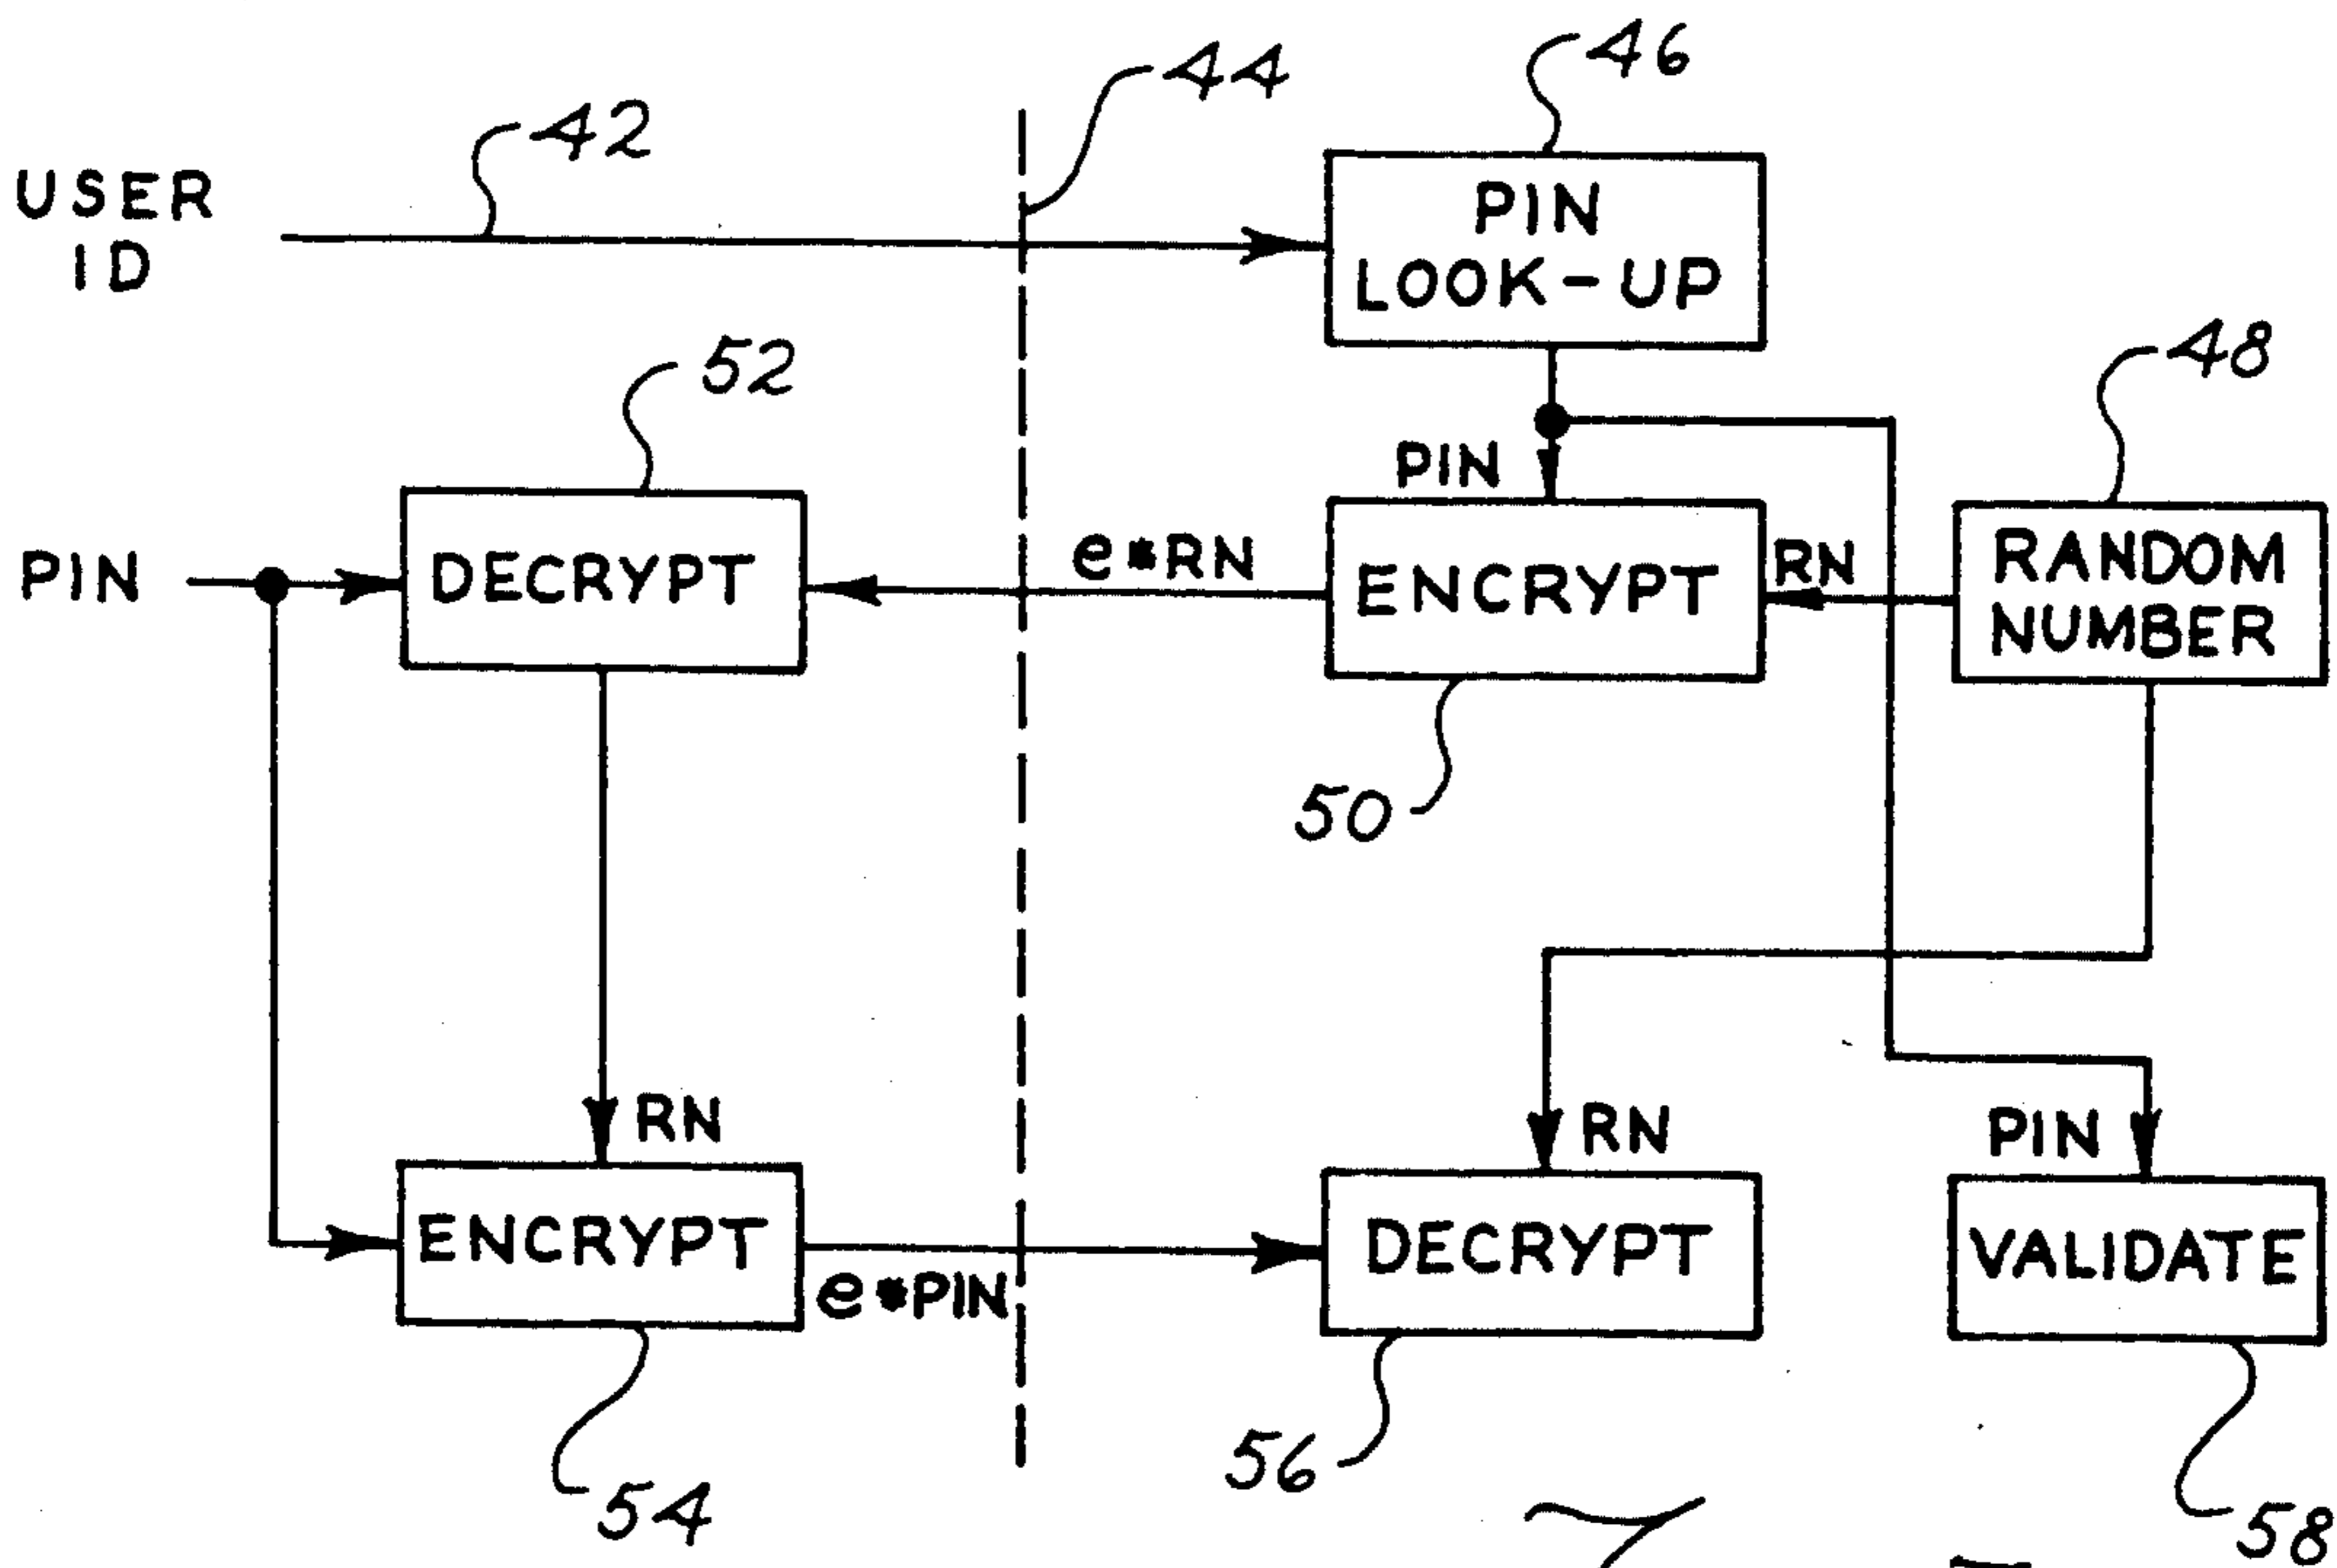 46
44
42
USER
ID
PIN
LOOK-UP
48
52
PIN
PIN
DECRYPT
e*RN
ENCRYPT
RN
RANDOM
NUMBER
50
RN
RN
PIN
ENCRYPT
e*PIN
DECRYPT
VALIDATE
56
54
58